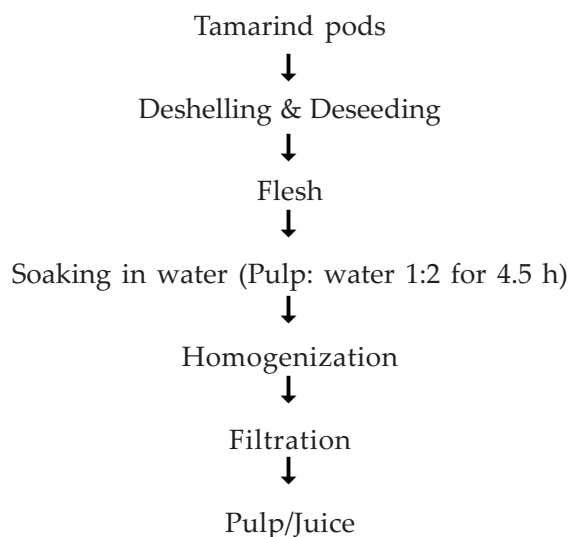 Tamarind pods
Deshelling & Deseeding
Flesh
Soaking in water (Pulp: water 1:2 for 4.5 h)
Homogenization
Filtration
Pulp/Juice